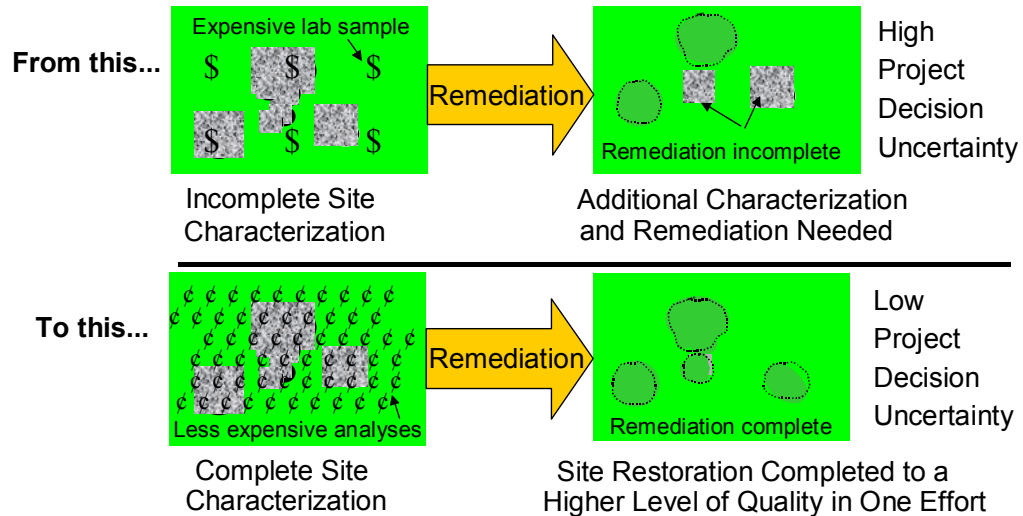 From this...
Expensive lab sample
$ $ $
$ $ $
Incomplete Site
Characterization
Remediation
Remediation incomplete
Additional Characterization
and Remediation Needed
High
Project
Decision
Uncertainty
To this...
¢ ¢ ¢ ¢ ¢ ¢ ¢ ¢ ¢ ¢
¢ ¢ ¢ ¢ ¢ ¢ ¢ ¢ ¢ ¢
¢ ¢ ¢ ¢ ¢ ¢ ¢ ¢ ¢ ¢
¢ ¢ ¢ ¢ ¢ ¢ ¢ ¢ ¢ ¢
¢ ¢ ¢ ¢ ¢ ¢ ¢ ¢ ¢ ¢
¢ ¢ ¢ ¢ ¢ ¢ ¢ ¢ ¢ ¢
Less expensive analyses
Complete Site
Characterization
Remediation
Remediation complete
Site Restoration Completed to a
Higher Level of Quality in One Effort
Low
Project
Decision
Uncertainty